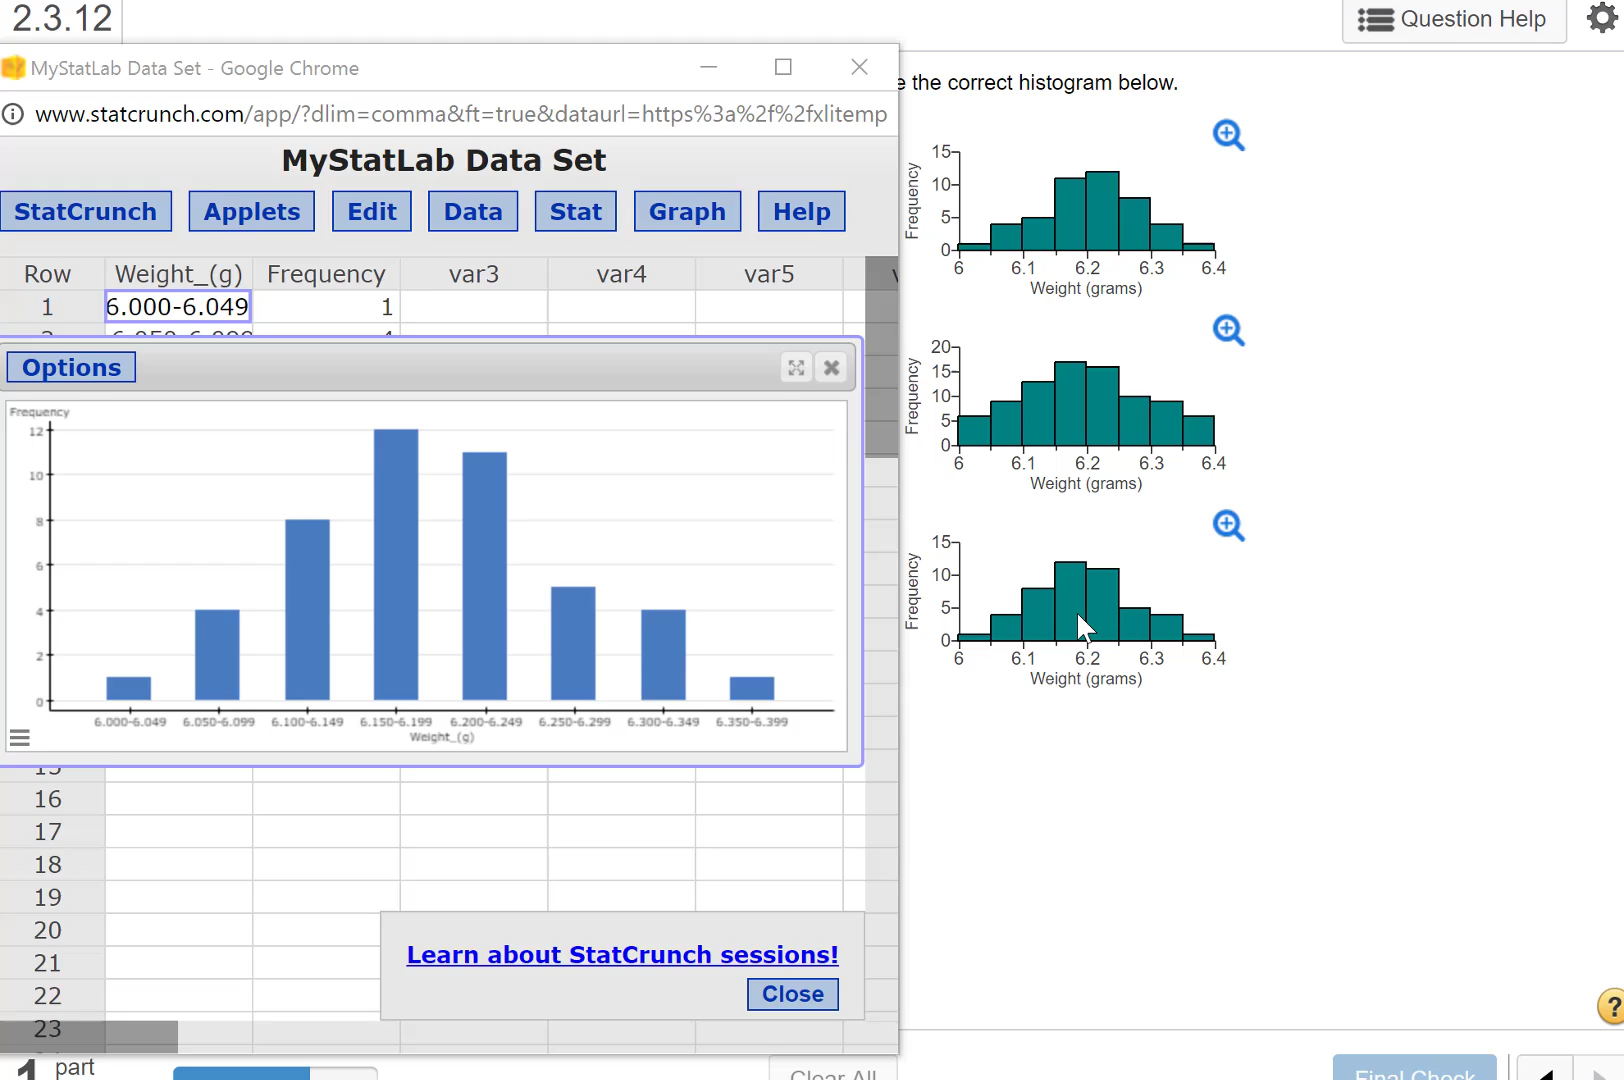 2.3.12
Question Help
MyStatLab Data Set - Google Chrome
www.statcrunch.com/app/?dlim=comma&ft=true&dataurl=https%3a%2f%2fxlitemp
e the correct histogram below.
MyStatLab Data Set
StatCrunch Applets Edit Data Stat Graph Help
Row Weight_(g) Frequency var3 var4 var5
1 6.000-6.049 1
Options
Frequency
12
10
8
6
4
2
0
6.000-6.049 6.050-6.099 6.100-6.149 6.150-6.199 6.200-6.249 6.250-6.299 6.300-6.349 6.350-6.399
Weight_(g)
15
16
17
18
19
20
21
22
23
Learn about StatCrunch sessions!
Close
1 part
Clear All
Frequency
15
10
5
0
6 6.1 6.2 6.3 6.4
Weight (grams)
Frequency
20
15
10
5
0
6 6.1 6.2 6.3 6.4
Weight (grams)
Frequency
15
10
5
0
6 6.1 6.2 6.3 6.4
Weight (grams)
?
Final Check